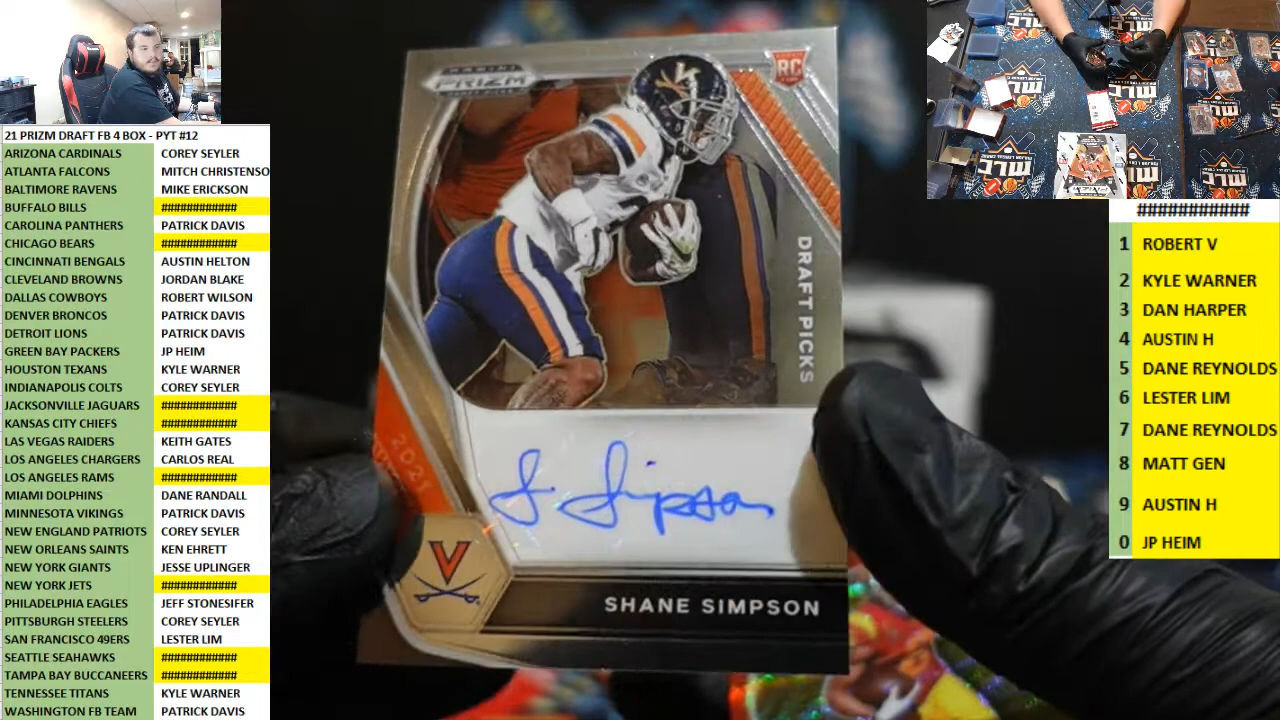 21 PRIZM DRAFT FB 4 BOX - PYT #12
ARIZONA CARDINALS COREY SEYLER
ATLANTA FALCONS MITCH CHRISTENSO
BALTIMORE RAVENS MIKE ERICKSON
BUFFALO BILLS ############
CAROLINA PANTHERS PATRICK DAVIS
CHICAGO BEARS ############
CINCINNATI BENGALS AUSTIN HELTON
CLEVELAND BROWNS JORDAN BLAKE
DALLAS COWBOYS ROBERT WILSON
DENVER BRONCOS PATRICK DAVIS
DETROIT LIONS PATRICK DAVIS
GREEN BAY PACKERS JP HEIM
HOUSTON TEXANS KYLE WARNER
INDIANAPOLIS COLTS COREY SEYLER
JACKSONVILLE JAGUARS ############
KANSAS CITY CHIEFS ############
LAS VEGAS RAIDERS KEITH GATES
LOS ANGELES CHARGERS CARLOS REAL
LOS ANGELES RAMS ############
MIAMI DOLPHINS DANE RANDALL
MINNESOTA VIKINGS PATRICK DAVIS
NEW ENGLAND PATRIOTS COREY SEYLER
NEW ORLEANS SAINTS KEN EHRETT
NEW YORK GIANTS JESSE UPLINGER
NEW YORK JETS ############
PHILADELPHIA EAGLES JEFF STONESIFER
PITTSBURGH STEELERS COREY SEYLER
SAN FRANCISCO 49ERS LESTER LIM
SEATTLE SEAHAWKS ############
TAMPA BAY BUCCANEERS ############
TENNESSEE TITANS KYLE WARNER
WASHINGTON FB TEAM PATRICK DAVIS
PANINI
PRIZM
RC
DRAFT PICKS
2021
S Simpson
V
SHANE SIMPSON
MLC
###########
1 ROBERT V
2 KYLE WARNER
3 DAN HARPER
4 AUSTIN H
5 DANE REYNOLDS
6 LESTER LIM
7 DANE REYNOLDS
8 MATT GEN
9 AUSTIN H
0 JP HEIM